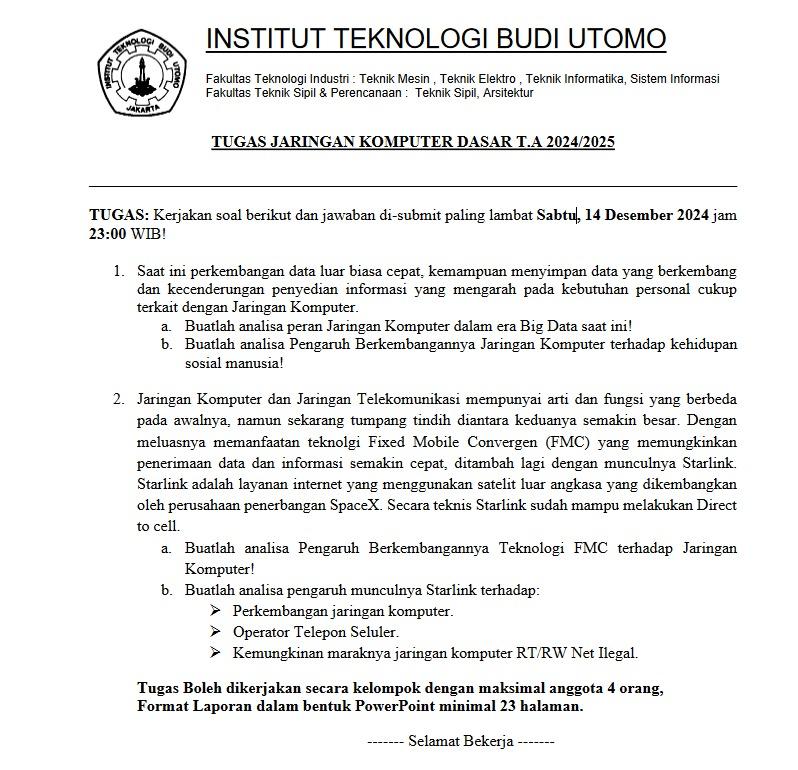 INSTITUT TEKNOLOGI BUDI UTOMO
INSTITUT TEKNOLOGI BUDI UTOMO
JAKARTA
Fakultas Teknologi Industri : Teknik Mesin , Teknik Elektro , Teknik Informatika, Sistem Informasi
Fakultas Teknik Sipil & Perencanaan : Teknik Sipil, Arsitektur
TUGAS JARINGAN KOMPUTER DASAR T.A 2024/2025
TUGAS: Kerjakan soal berikut dan jawaban di-submit paling lambat Sabtu, 14 Desember 2024 jam
23:00 WIB!
1. Saat ini perkembangan data luar biasa cepat, kemampuan menyimpan data yang berkembang
dan kecenderungan penyedian informasi yang mengarah pada kebutuhan personal cukup
terkait dengan Jaringan Komputer.
a. Buatlah analisa peran Jaringan Komputer dalam era Big Data saat ini!
b. Buatlah analisa Pengaruh Berkembangannya Jaringan Komputer terhadap kehidupan
sosial manusia!
2. Jaringan Komputer dan Jaringan Telekomunikasi mempunyai arti dan fungsi yang berbeda
pada awalnya, namun sekarang tumpang tindih diantara keduanya semakin besar. Dengan
meluasnya memanfaatan teknolgi Fixed Mobile Convergen (FMC) yang memungkinkan
penerimaan data dan informasi semakin cepat, ditambah lagi dengan munculnya Starlink.
Starlink adalah layanan internet yang menggunakan satelit luar angkasa yang dikembangkan
oleh perusahaan penerbangan SpaceX. Secara teknis Starlink sudah mampu melakukan Direct
to cell.
a. Buatlah analisa Pengaruh Berkembangannya Teknologi FMC terhadap Jaringan
Komputer!
b. Buatlah analisa pengaruh munculnya Starlink terhadap:
➢ Perkembangan jaringan komputer.
➢ Operator Telepon Seluler.
➢ Kemungkinan maraknya jaringan komputer RT/RW Net Ilegal.
Tugas Boleh dikerjakan secara kelompok dengan maksimal anggota 4 orang,
Format Laporan dalam bentuk PowerPoint minimal 23 halaman.
------- Selamat Bekerja -------